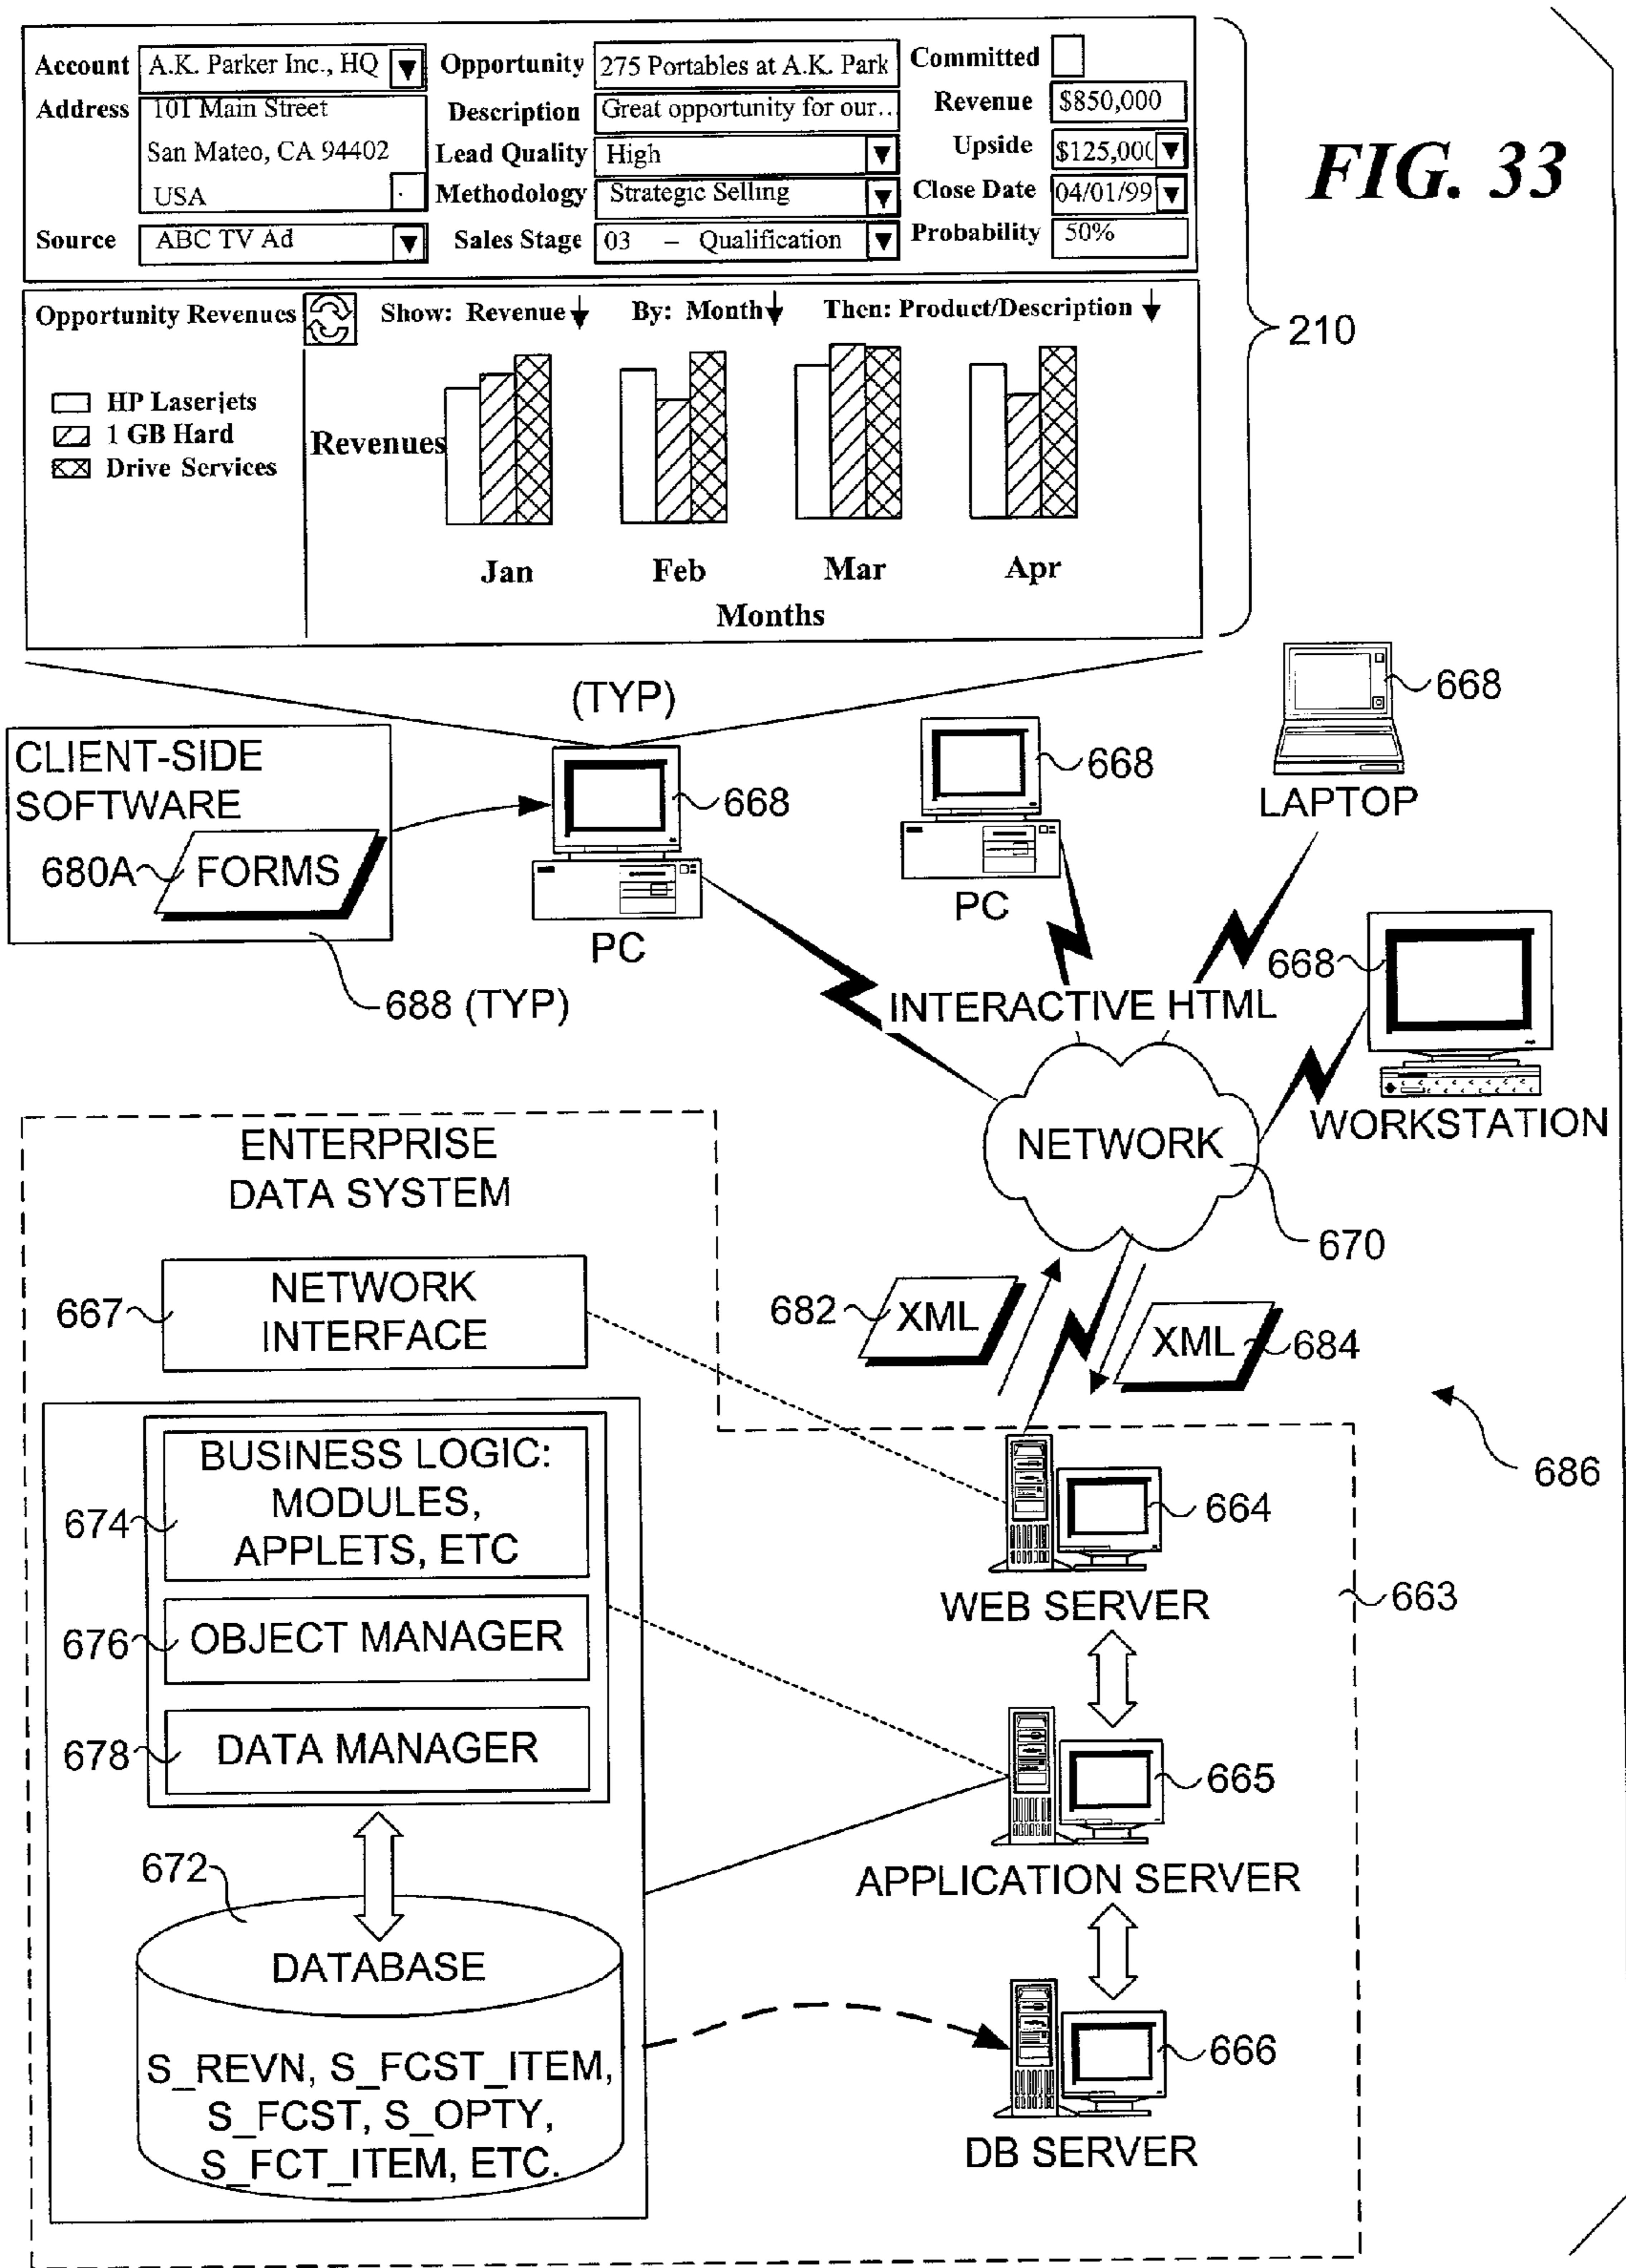 FIG. 33
Account A.K. Parker Inc., HQ Opportunity 275 Portables at A.K. Park Committed
Address 101 Main Street Description Great opportunity for our... Revenue $850,000
San Mateo, CA 94402 Lead Quality High Upside $125,00
USA Methodology Strategic Selling Close Date 04/01/99
Source ABC TV Ad Sales Stage 03 – Qualification Probability 50%
Opportunity Revenues Show: Revenue By: Month Then: Product/Description
210
HP Laserjets
1 GB Hard
Drive Services
Revenues
Jan Feb Mar Apr
Months
(TYP)
668
CLIENT-SIDE
SOFTWARE
680A FORMS
688 (TYP)
668
PC
668
PC
LAPTOP
668
WORKSTATION
INTERACTIVE HTML
NETWORK
670
ENTERPRISE
DATA SYSTEM
667 NETWORK
INTERFACE
682 XML
XML 684
686
674 BUSINESS LOGIC:
MODULES,
APPLETS, ETC
676 OBJECT MANAGER
678 DATA MANAGER
664
WEB SERVER
663
665
APPLICATION SERVER
672
DATABASE
S_REVN, S_FCST_ITEM,
S_FCST, S_OPTY,
S_FCT_ITEM, ETC.
666
DB SERVER